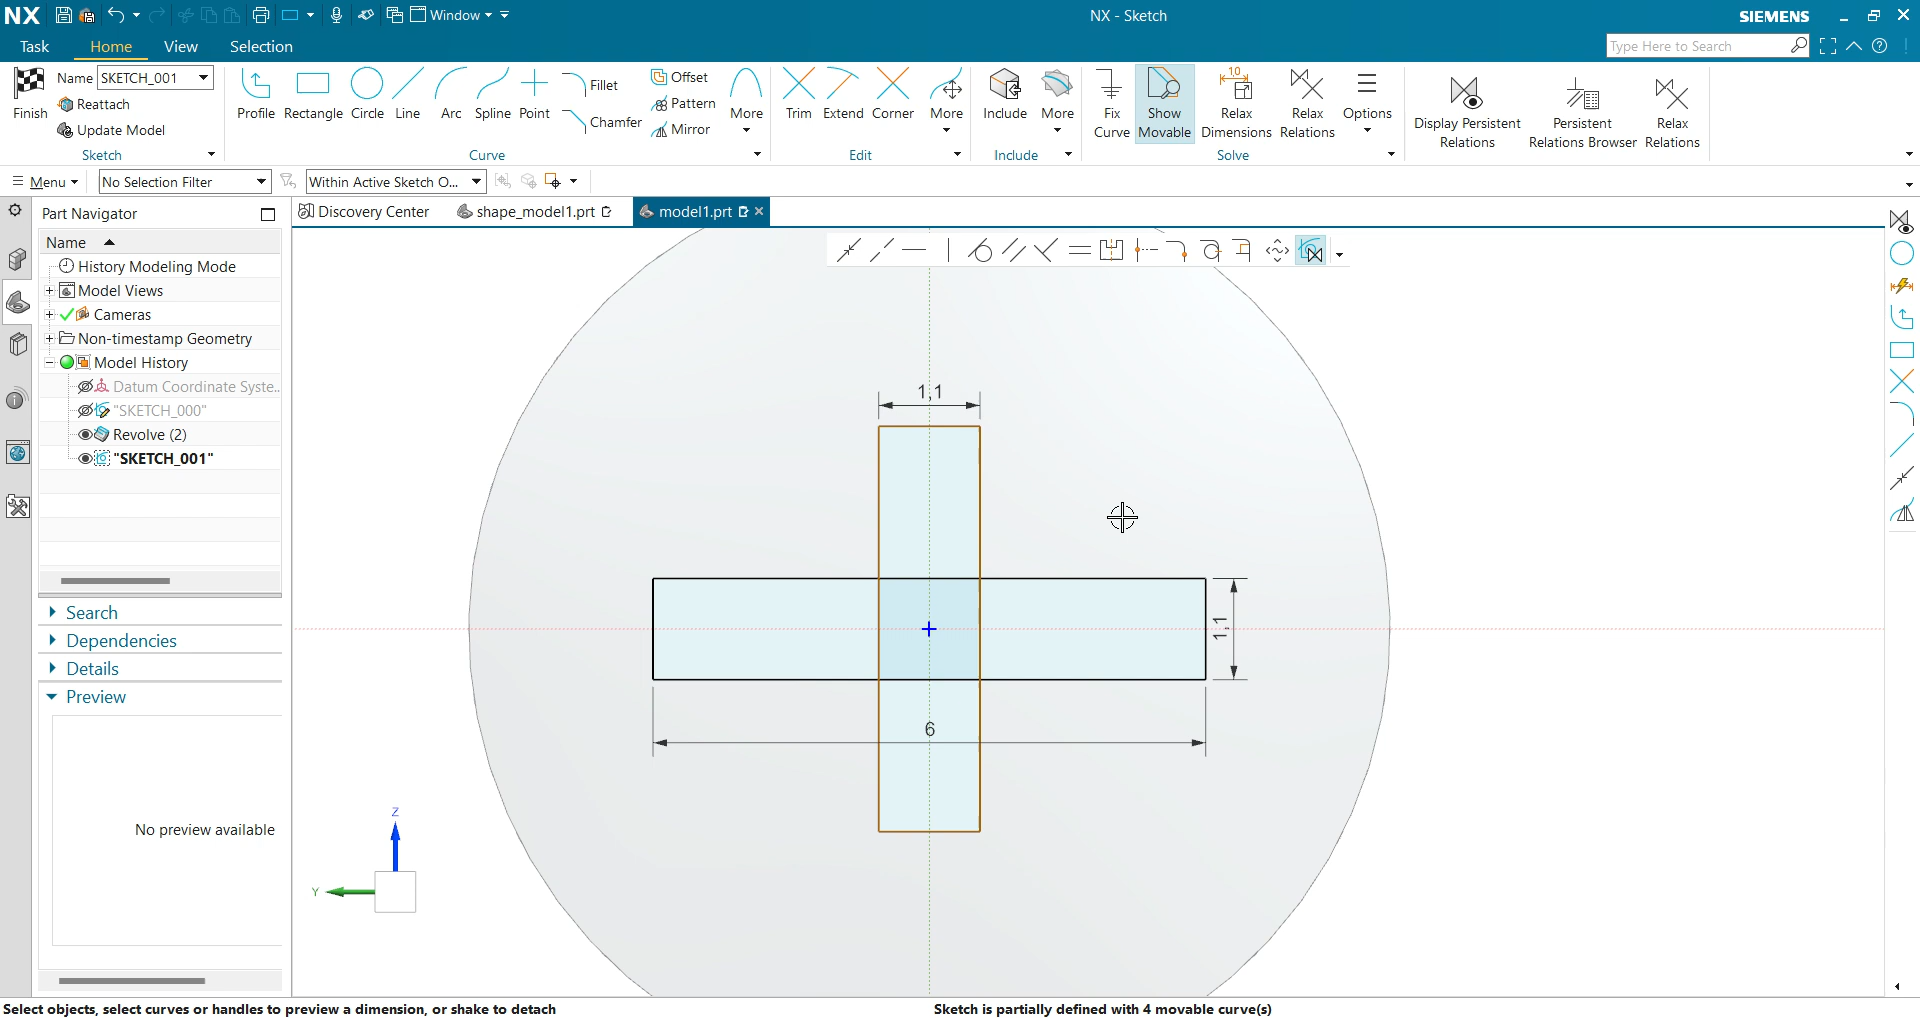 NX Window NX - Sketch SIEMENS
Task Home View Selection Type Here to Search
Finish Name SKETCH_001 Reattach Update Model Sketch
Profile Rectangle Circle Line Arc Spline Point Fillet Chamfer Offset Pattern Mirror More Curve
Trim Extend Corner More Edit
Include More Include
Fix Curve Show Movable Relax Dimensions Relax Relations Options Solve
Display Persistent Relations Persistent Relations Browser Relax Relations
Menu No Selection Filter Within Active Sketch O...
Part Navigator Discovery Center shape_model1.prt model1.prt
Name
History Modeling Mode
Model Views
Cameras
Non-timestamp Geometry
Model History
Datum Coordinate Syste..
"SKETCH_000"
Revolve (2)
"SKETCH_001"
Search
Dependencies
Details
Preview
No preview available
1,1
1,1
6
Z
Y
Select objects, select curves or handles to preview a dimension, or shake to detach Sketch is partially defined with 4 movable curve(s)